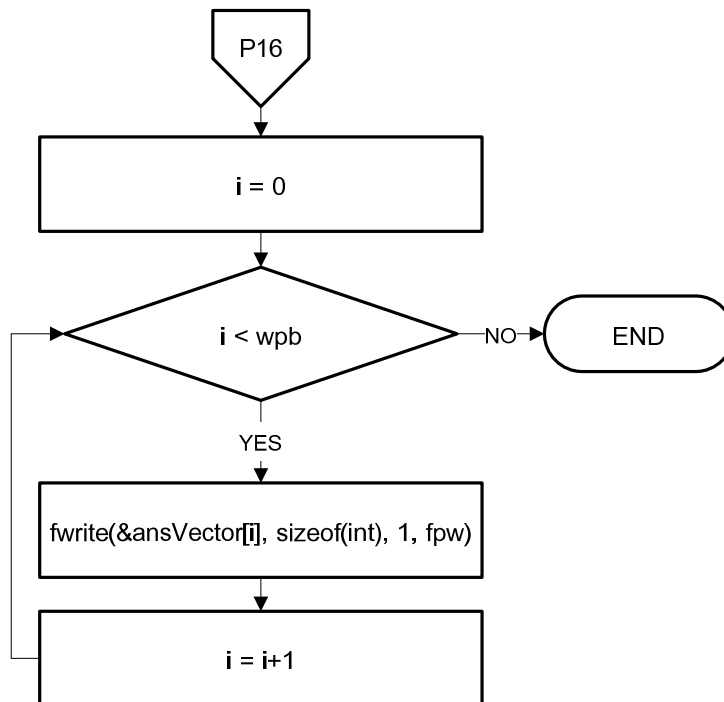 P16
i = 0
i < wpb
NO
END
YES
fwrite(&ansVector[i], sizeof(int), 1, fpw)
i = i+1